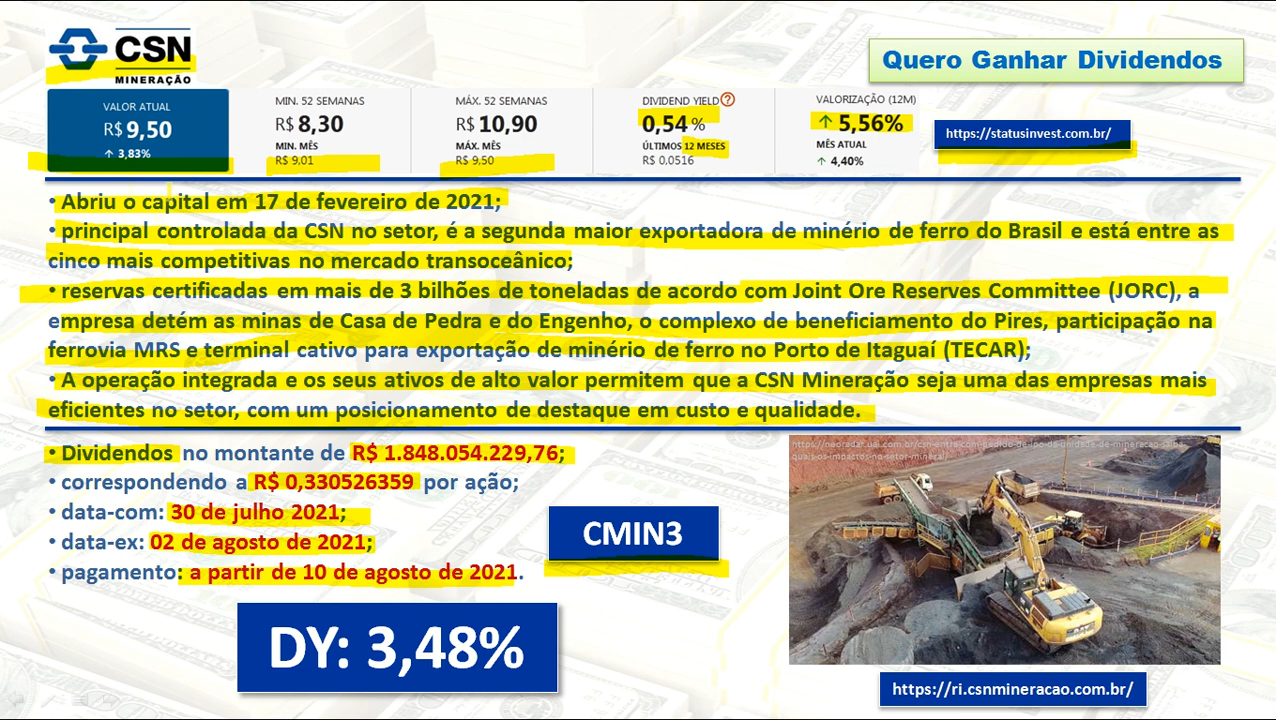 CSN
MINERAÇÃO
Quero Ganhar Dividendos
VALOR ATUAL
R$ 9,50
↑ 3,83%
MIN. 52 SEMANAS
R$ 8,30
MIN. MÊS
R$ 9,01
MÁX. 52 SEMANAS
R$ 10,90
MÁX. MÊS
R$ 9,50
DIVIDEND YIELD ?
0,54 %
ÚLTIMOS 12 MESES
R$ 0,0516
VALORIZAÇÃO (12M)
↑ 5,56%
MÊS ATUAL
↑ 4,40%
https://statusinvest.com.br/
• Abriu o capital em 17 de fevereiro de 2021;
• principal controlada da CSN no setor, é a segunda maior exportadora de minério de ferro do Brasil e está entre as
cinco mais competitivas no mercado transoceânico;
• reservas certificadas em mais de 3 bilhões de toneladas de acordo com Joint Ore Reserves Committee (JORC), a
empresa detém as minas de Casa de Pedra e do Engenho, o complexo de beneficiamento do Pires, participação na
ferrovia MRS e terminal cativo para exportação de minério de ferro no Porto de Itaguaí (TECAR);
• A operação integrada e os seus ativos de alto valor permitem que a CSN Mineração seja uma das empresas mais
eficientes no setor, com um posicionamento de destaque em custo e qualidade.
• Dividendos no montante de R$ 1.848.054.229,76;
• correspondendo a R$ 0,330526359 por ação;
• data-com: 30 de julho 2021;
• data-ex: 02 de agosto de 2021;
• pagamento: a partir de 10 de agosto de 2021.
CMIN3
DY: 3,48%
https://ri.csnmineracao.com.br/